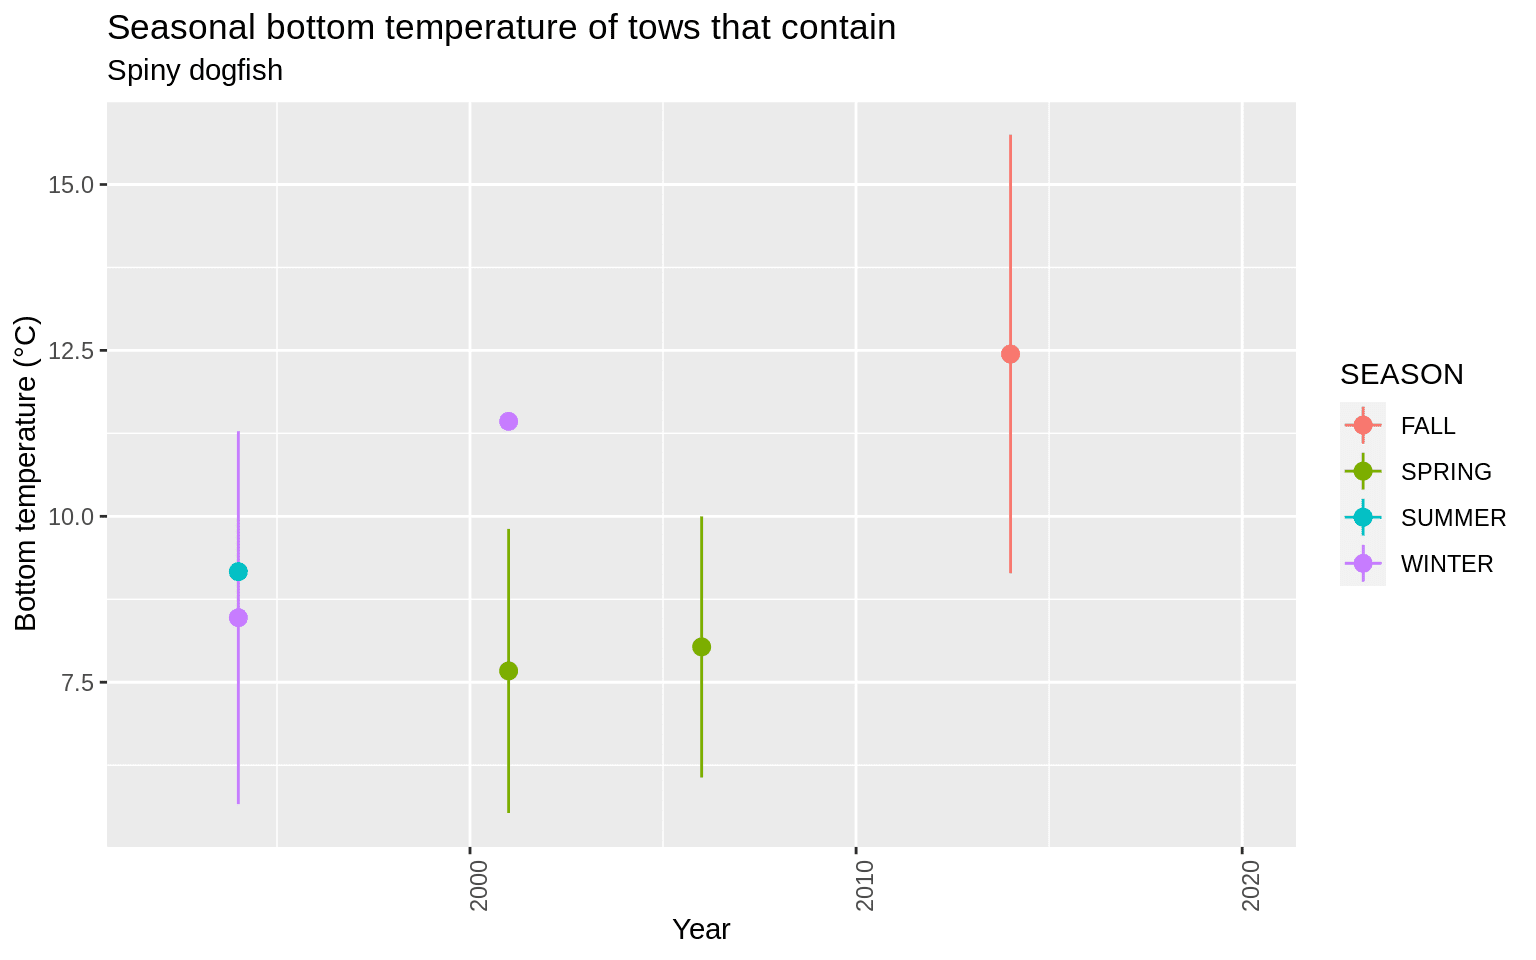 Seasonal bottom temperature of tows that contain
Spiny dogfish
Bottom temperature (°C)
15.0
12.5
10.0
7.5
2000
2010
2020
Year
SEASON
FALL
SPRING
SUMMER
WINTER